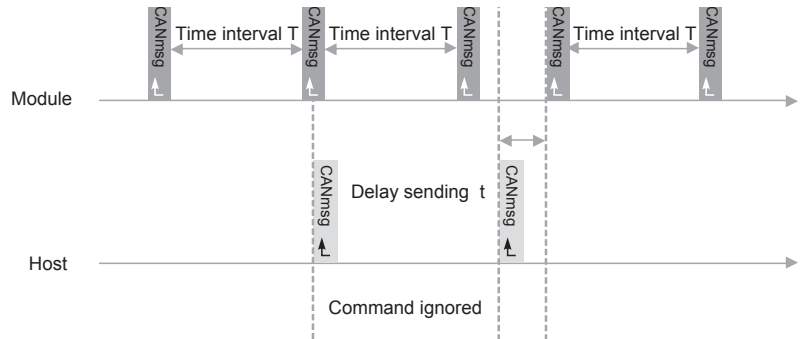 CANmsg
Time interval T
CANmsg
Time interval T
CANmsg
CANmsg
Time interval T
CANmsg
Module
CANmsg
Delay sending t
CANmsg
Host
Command ignored